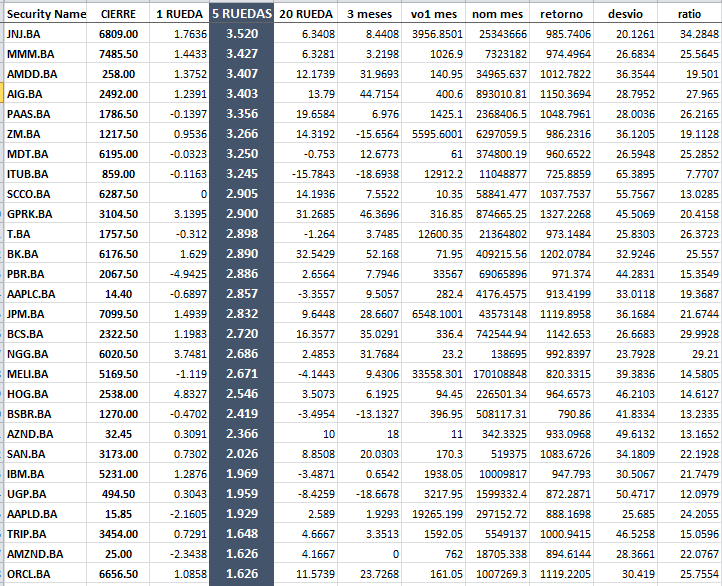 Security Name CIERRE 1 RUEDA 5 RUEDAS 20 RUEDA 3 meses vo1 mes nom mes retorno desvio ratio
JNJ.BA 6809.00 1.7636 3.520 6.3408 8.4408 3956.8501 25343666 985.7406 20.1261 34.2848
MMM.BA 7485.50 1.4433 3.427 6.3281 3.2198 1026.9 7323182 974.4964 26.6834 25.5645
AMDD.BA 258.00 1.3752 3.407 12.1739 31.9693 140.95 34965.637 1012.7822 36.3544 19.501
AIG.BA 2492.00 1.2391 3.403 13.79 44.7154 400.6 893010.81 1150.3694 28.7952 27.965
PAAS.BA 1786.50 -0.1397 3.356 19.6584 6.976 1425.1 2368406.5 1048.7961 28.0036 26.2165
ZM.BA 1217.50 0.9536 3.266 14.3192 -15.6564 5595.6001 6297059.5 986.2316 36.1205 19.1128
MDT.BA 6195.00 -0.0323 3.250 -0.753 12.6773 61 374800.19 960.6522 26.5948 25.2852
ITUB.BA 859.00 -0.1163 3.245 -15.7843 -18.6938 12912.2 11048877 725.8859 65.3895 7.7707
SCCO.BA 6287.50 0 2.905 14.1936 7.5522 10.35 58841.477 1037.7537 55.7567 13.0285
GPRK.BA 3104.50 3.1395 2.900 31.2685 46.3696 316.85 874665.25 1327.2268 45.5069 20.4158
T.BA 1757.50 -0.312 2.898 -1.264 3.7485 12600.35 21364802 973.1484 25.8303 26.3723
BK.BA 6176.50 1.629 2.890 32.5429 52.168 71.95 409215.56 1202.0784 32.9246 25.557
PBR.BA 2067.50 -4.9425 2.886 2.6564 7.7946 33567 69065896 971.374 44.2831 15.3549
AAPLC.BA 14.40 -0.6897 2.857 -3.3557 9.5057 282.4 4176.4575 913.4199 33.0118 19.3687
JPM.BA 7099.50 1.4939 2.832 9.6448 28.6607 6548.1001 43573148 1119.8958 36.1684 21.6744
BCS.BA 2322.50 1.1983 2.720 16.3577 35.0291 336.4 742544.94 1142.653 26.6683 29.9928
NGG.BA 6020.50 3.7481 2.686 2.4853 31.7684 23.2 138695 992.8397 23.7928 29.21
MELI.BA 5169.50 -1.119 2.671 -4.1443 9.4306 33558.301 170108848 820.3315 39.3836 14.5805
HOG.BA 2538.00 4.8327 2.546 3.5073 6.1925 94.45 226501.34 964.6573 46.2103 14.6127
BSBR.BA 1270.00 -0.4702 2.419 -3.4954 -13.1327 396.95 508117.31 790.86 41.8334 13.2335
AZND.BA 32.45 0.3091 2.366 10 18 11 342.3325 933.0968 49.6132 13.1652
SAN.BA 3173.00 0.7302 2.026 8.8508 20.0303 170.3 519375 1083.6726 34.1809 22.1928
IBM.BA 5231.00 1.2876 1.969 -3.4871 0.6542 1938.05 10009817 947.793 30.5067 21.7479
UGP.BA 494.50 0.3043 1.959 -8.4259 -18.6678 3217.95 1599332.4 872.2871 50.4717 12.0979
AAPLD.BA 15.85 -2.1605 1.929 2.589 1.9293 19265.199 297152.72 888.1698 25.685 24.2055
TRIP.BA 3454.00 0.7291 1.648 4.6667 3.3513 1592.05 5549137 1000.9415 46.5258 15.0596
AMZND.BA 25.00 -2.3438 1.626 4.1667 0 762 18705.338 894.6144 28.3661 22.0767
ORCL.BA 6656.50 1.0858 1.626 11.5739 23.7268 161.05 1007269.3 1119.2205 30.419 25.7554